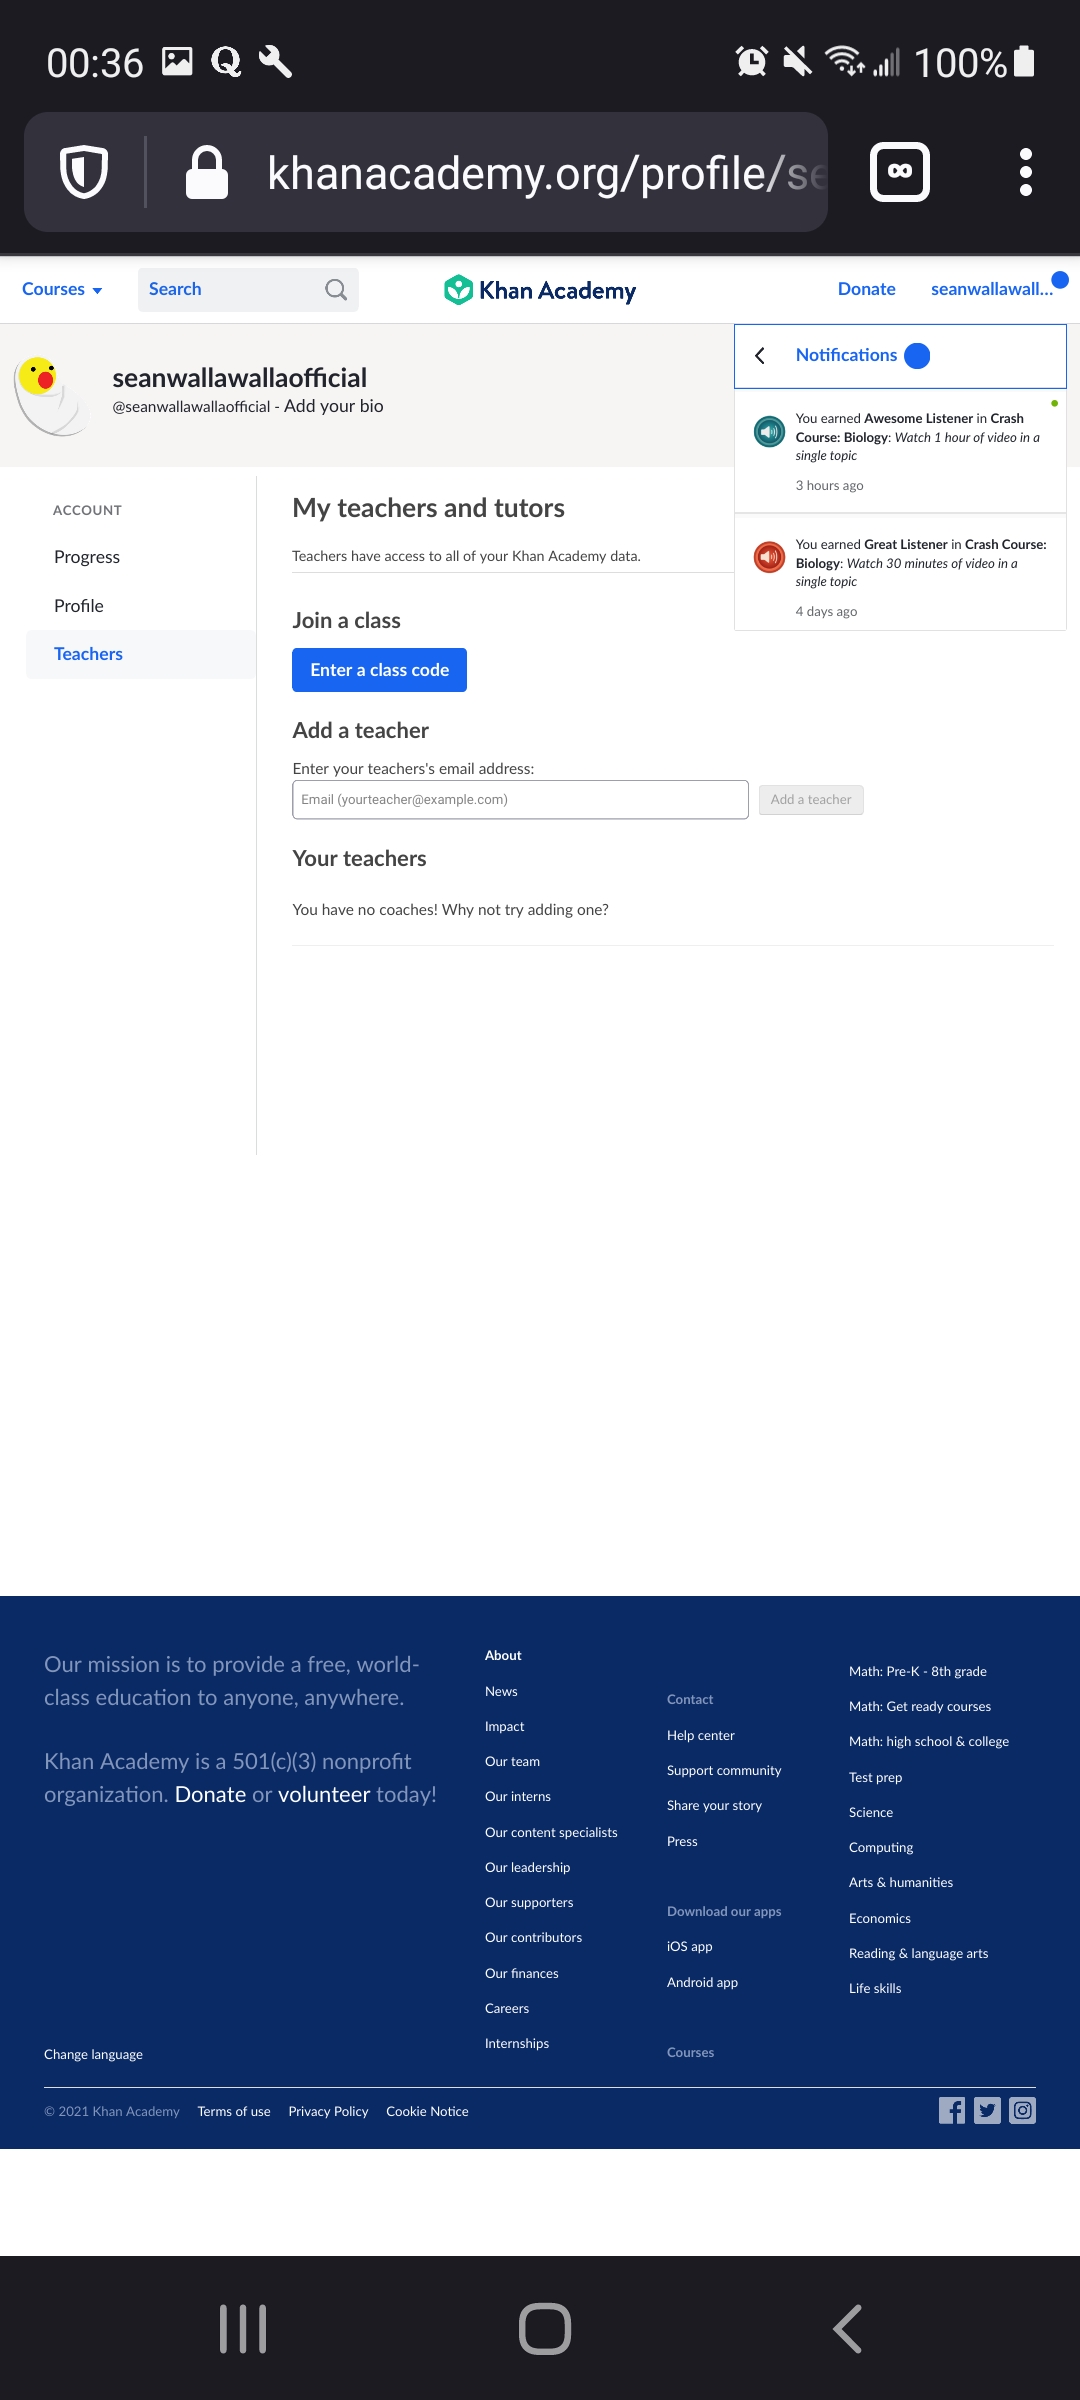 00:36
100%
khanacademy.org/profile/se
Courses
Search
Khan Academy
Donate
seanwallawall...
seanwallawallaofficial
@seanwallawallaofficial - Add your bio
Notifications
You earned Awesome Listener in Crash
Course: Biology: Watch 1 hour of video in a
single topic
3 hours ago
You earned Great Listener in Crash Course:
Biology: Watch 30 minutes of video in a
single topic
4 days ago
ACCOUNT
Progress
Profile
Teachers
My teachers and tutors
Teachers have access to all of your Khan Academy data.
Join a class
Enter a class code
Add a teacher
Enter your teachers's email address:
Email (yourteacher@example.com)
Add a teacher
Your teachers
You have no coaches! Why not try adding one?
Our mission is to provide a free, world-
class education to anyone, anywhere.
Khan Academy is a 501(c)(3) nonprofit
organization. Donate or volunteer today!
About
News
Impact
Our team
Our interns
Our content specialists
Our leadership
Our supporters
Our contributors
Our finances
Careers
Internships
Contact
Help center
Support community
Share your story
Press
Download our apps
iOS app
Android app
Courses
Math: Pre-K - 8th grade
Math: Get ready courses
Math: high school & college
Test prep
Science
Computing
Arts & humanities
Economics
Reading & language arts
Life skills
Change language
© 2021 Khan Academy
Terms of use
Privacy Policy
Cookie Notice